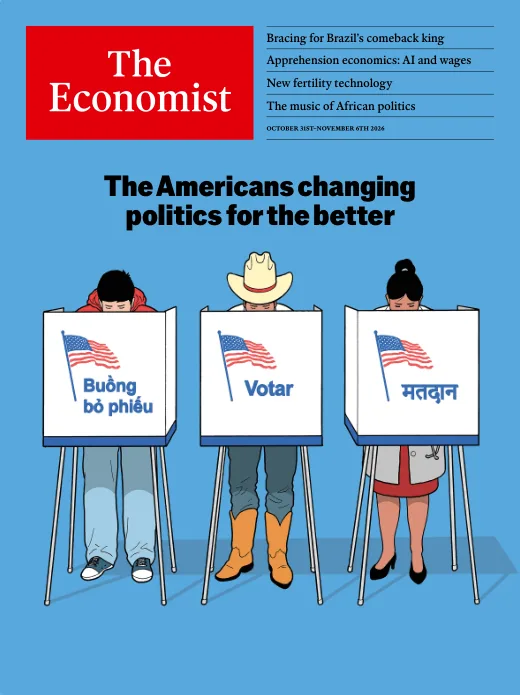 The
Economist
Bracing for Brazil's comeback king
Apprehension economics: AI and wages
New fertility technology
The music of African politics
OCTOBER 31ST–NOVEMBER 6TH 2026
The Americans changing
politics for the better
Buồng
bỏ phiếu
Votar
मतदान